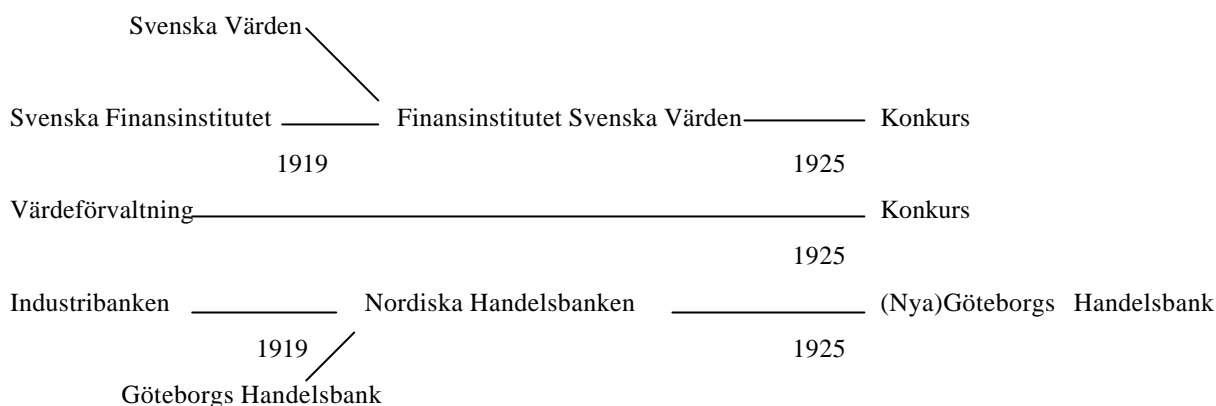 Svenska Värden
Svenska Finansinstitutet Finansinstitutet Svenska Värden Konkurs
1919 1925
Värdeförvaltning Konkurs
1925
Industribanken Nordiska Handelsbanken (Nya)Göteborgs Handelsbank
1919 1925
Göteborgs Handelsbank